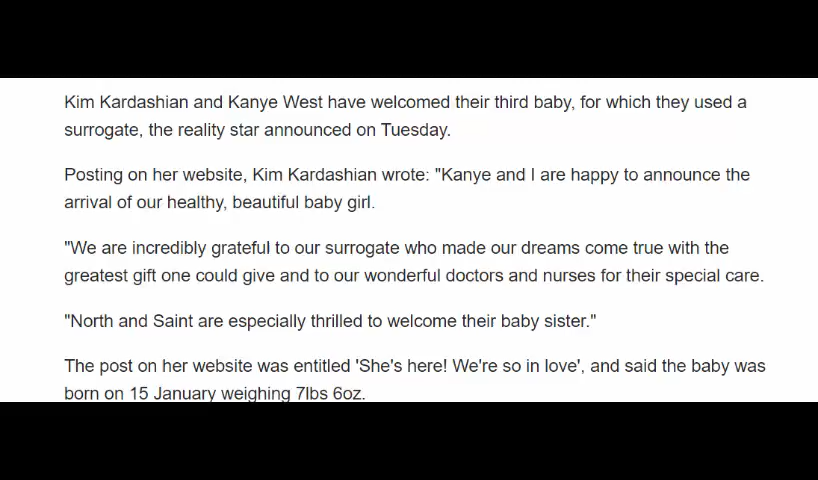 Kim Kardashian and Kanye West have welcomed their third baby, for which they used a
surrogate, the reality star announced on Tuesday.
Posting on her website, Kim Kardashian wrote: "Kanye and I are happy to announce the
arrival of our healthy, beautiful baby girl.
"We are incredibly grateful to our surrogate who made our dreams come true with the
greatest gift one could give and to our wonderful doctors and nurses for their special care.
"North and Saint are especially thrilled to welcome their baby sister."
The post on her website was entitled 'She's here! We're so in love', and said the baby was
born on 15 January weighing 7lbs 6oz.